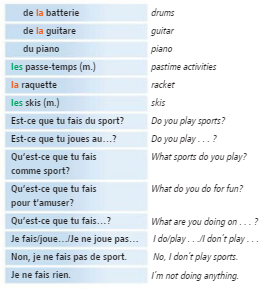 de la batterie drums
de la guitare guitar
du piano piano
les passe-temps (m.) pastime activities
la raquette racket
les skis (m.) skis
Est-ce que tu fais du sport? Do you play sports?
Est-ce que tu joues au…? Do you play . . . ?
Qu'est-ce que tu fais What sports do you play?
comme sport?
Qu'est-ce que tu fais What do you do for fun?
pour t'amuser?
Qu'est-ce que tu fais…? What are you doing on . . . ?
Je fais/joue…/Je ne joue pas… I do/play . . ./I don't play . . .
Non, je ne fais pas de sport. No, I don't play sports.
Je ne fais rien. I'm not doing anything.